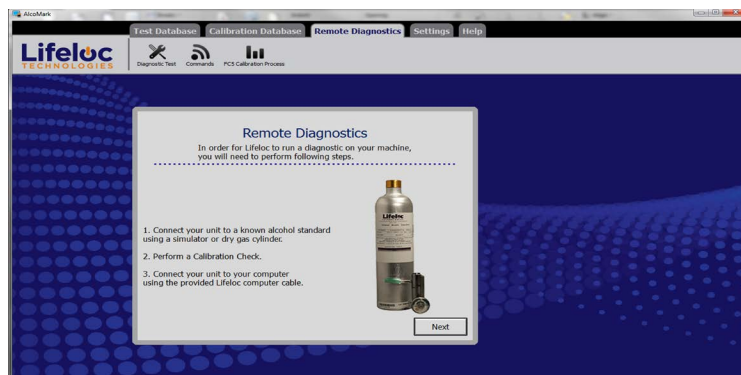 AlcoMark
Test Database Calibration Database Remote Diagnostics Settings Help
Lifeloc
TECHNOLOGIES
Diagnostic Test Commands FC5 Calibration Process
Remote Diagnostics
In order for Lifeloc to run a diagnostic on your machine,
you will need to perform following steps.
1. Connect your unit to a known alcohol standard
using a simulator or dry gas cylinder.
2. Perform a Calibration Check.
3. Connect your unit to your computer
using the provided Lifeloc computer cable.
Lifeloc
Next